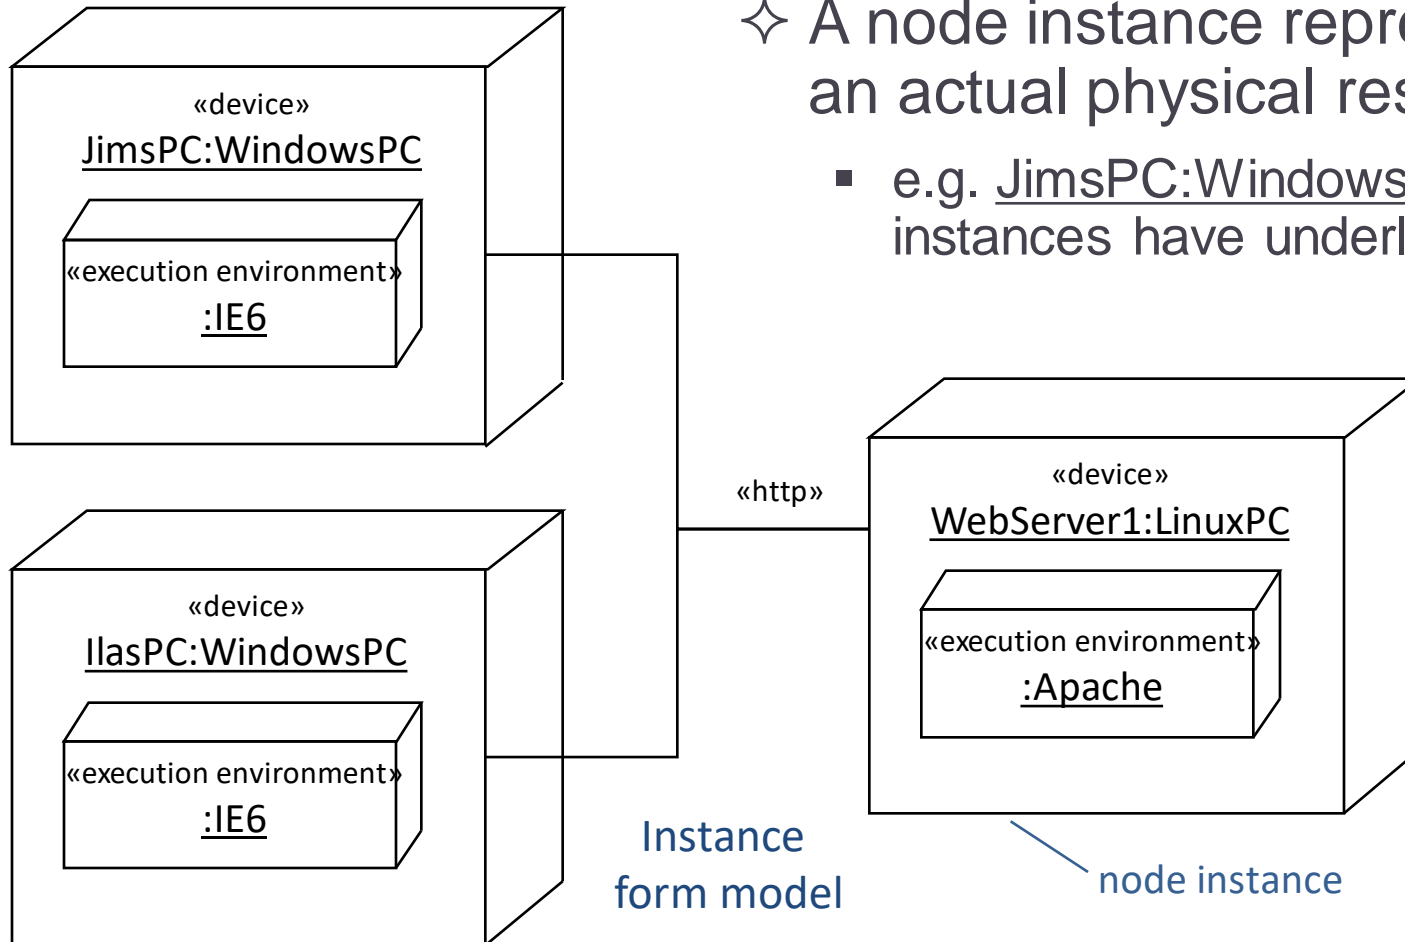 ✧ A node instance repre
an actual physical res
▪ e.g. JimsPC:Windows
instances have underl
«device»
JimsPC:WindowsPC
«execution environment»
:IE6
«http»
«device»
IlasPC:WindowsPC
«execution environment»
:IE6
«device»
WebServer1:LinuxPC
«execution environment»
:Apache
Instance
form model
node instance